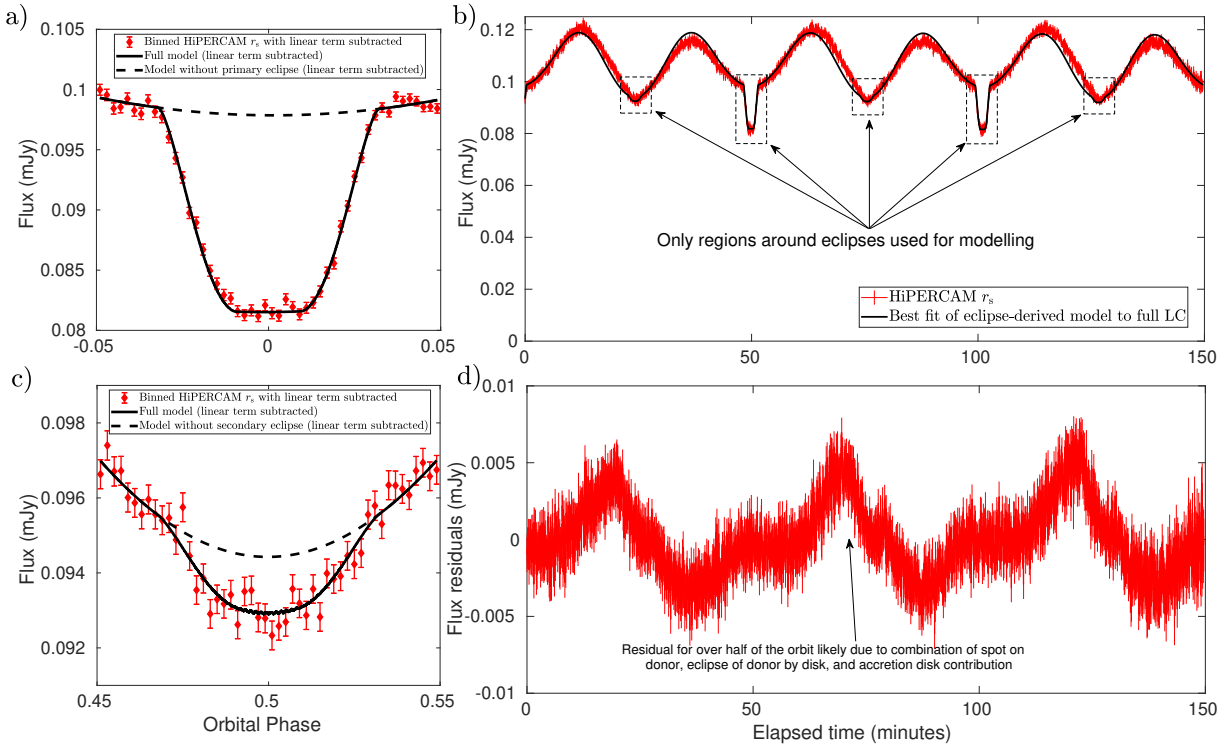 a)
0.105
0.1
0.095
0.09
0.085
0.08
Flux (mJy)
Binned HiPERCAM rs with linear term subtracted
Full model (linear term subtracted)
Model without primary eclipse (linear term subtracted)
-0.05
0
0.05
b)
0.12
0.1
0.08
0.06
0.04
0.02
0
Flux (mJy)
Only regions around eclipses used for modelling
HiPERCAM rs
Best fit of eclipse-derived model to full LC
0
50
100
150
c)
0.098
0.096
0.094
0.092
Flux (mJy)
Binned HiPERCAM rs with linear term subtracted
Full model (linear term subtracted)
Model without secondary eclipse (linear term subtracted)
0.45
0.5
0.55
Orbital Phase
d)
0.01
0.005
0
-0.005
-0.01
Flux residuals (mJy)
Residual for over half of the orbit likely due to combination of spot on
donor, eclipse of donor by disk, and accretion disk contribution
0
50
100
150
Elapsed time (minutes)